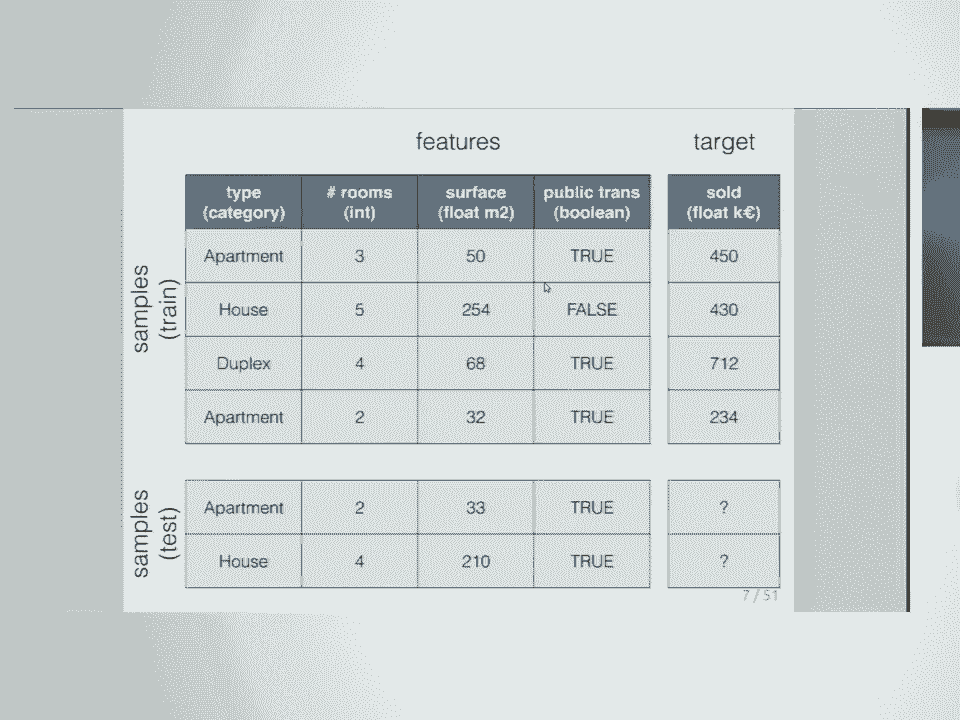 features target
type # rooms surface public trans sold
(category) (int) (float m2) (boolean) (float k€)
samples
(train)
Apartment 3 50 TRUE 450
House 5 254 FALSE 430
Duplex 4 68 TRUE 712
Apartment 2 32 TRUE 234
samples
(test)
Apartment 2 33 TRUE ?
House 4 210 TRUE ?
7 / 51